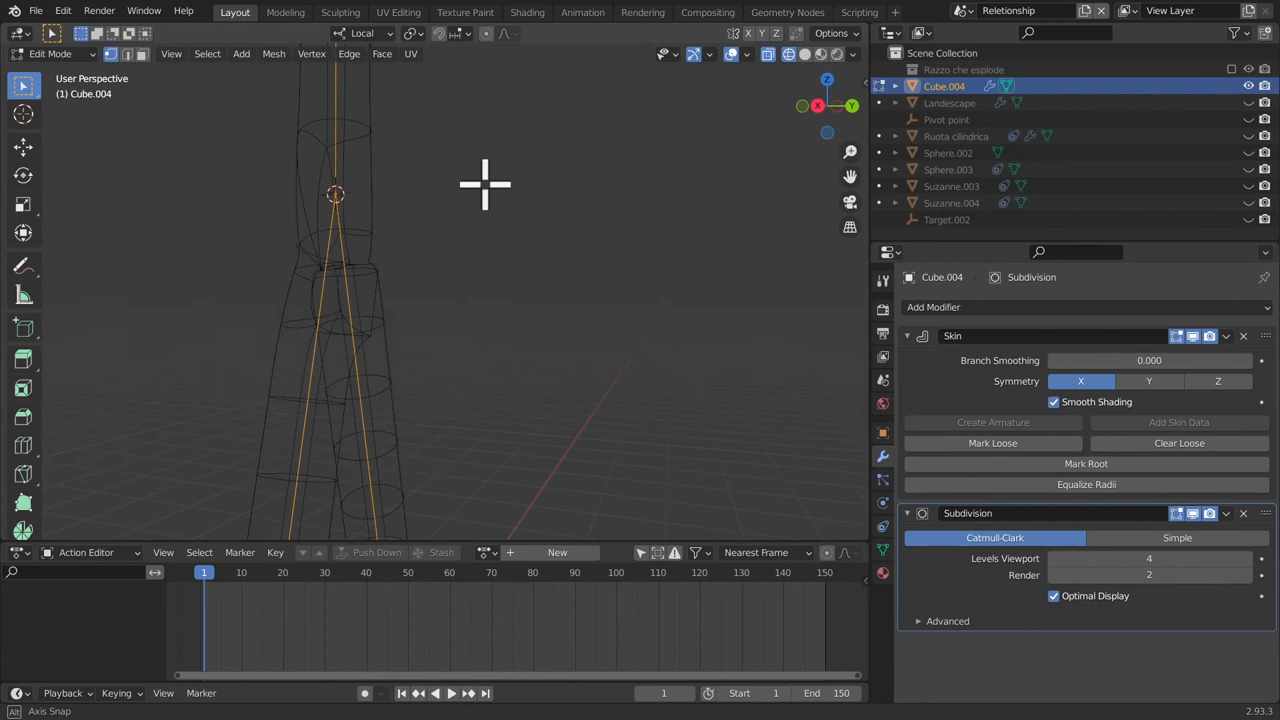 File Edit Render Window Help Layout Modeling Sculpting UV Editing Texture Paint Shading Animation Rendering Compositing Geometry Nodes Scripting Relationship View Layer
Local X Y Z Options
Edit Mode View Select Add Mesh Vertex Edge Face UV
User Perspective
(1) Cube.004
Z
X Y
Scene Collection
Razzo che esplode
Cube.004
Landscape
Pivot point
Ruota cilindrica
Sphere.002
Sphere.003
Suzanne.003
Suzanne.004
Target.002
Cube.004 Subdivision
Add Modifier
Skin
Branch Smoothing 0.000
Symmetry X Y Z
Smooth Shading
Create Armature Add Skin Data
Mark Loose Clear Loose
Mark Root
Equalize Radii
Subdivision
Catmull-Clark Simple
Levels Viewport 4
Render 2
Optimal Display
Advanced
Action Editor View Select Marker Key Push Down Stash New Nearest Frame
1 10 20 30 40 50 60 70 80 90 100 110 120 130 140 150
Playback Keying View Marker 1 Start 1 End 150
Alt Axis Snap 2.93.3